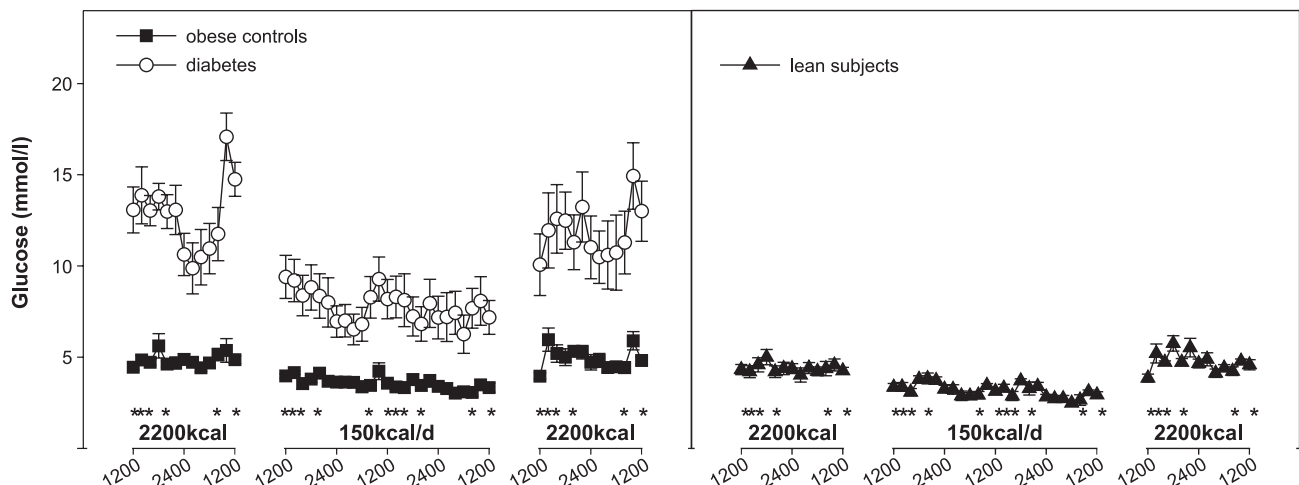 obese controls
diabetes
lean subjects
20
15
10
5
Glucose (mmol/l)
**** * * * **** * * * **** * * *
2200kcal 150kcal/d 2200kcal
1200 2400 1200 1200 2400 1200 2400 1200 1200 2400 1200
**** * * * **** * * * **** * * *
2200kcal 150kcal/d 2200kcal
1200 2400 1200 1200 2400 1200 2400 1200 1200 2400 1200